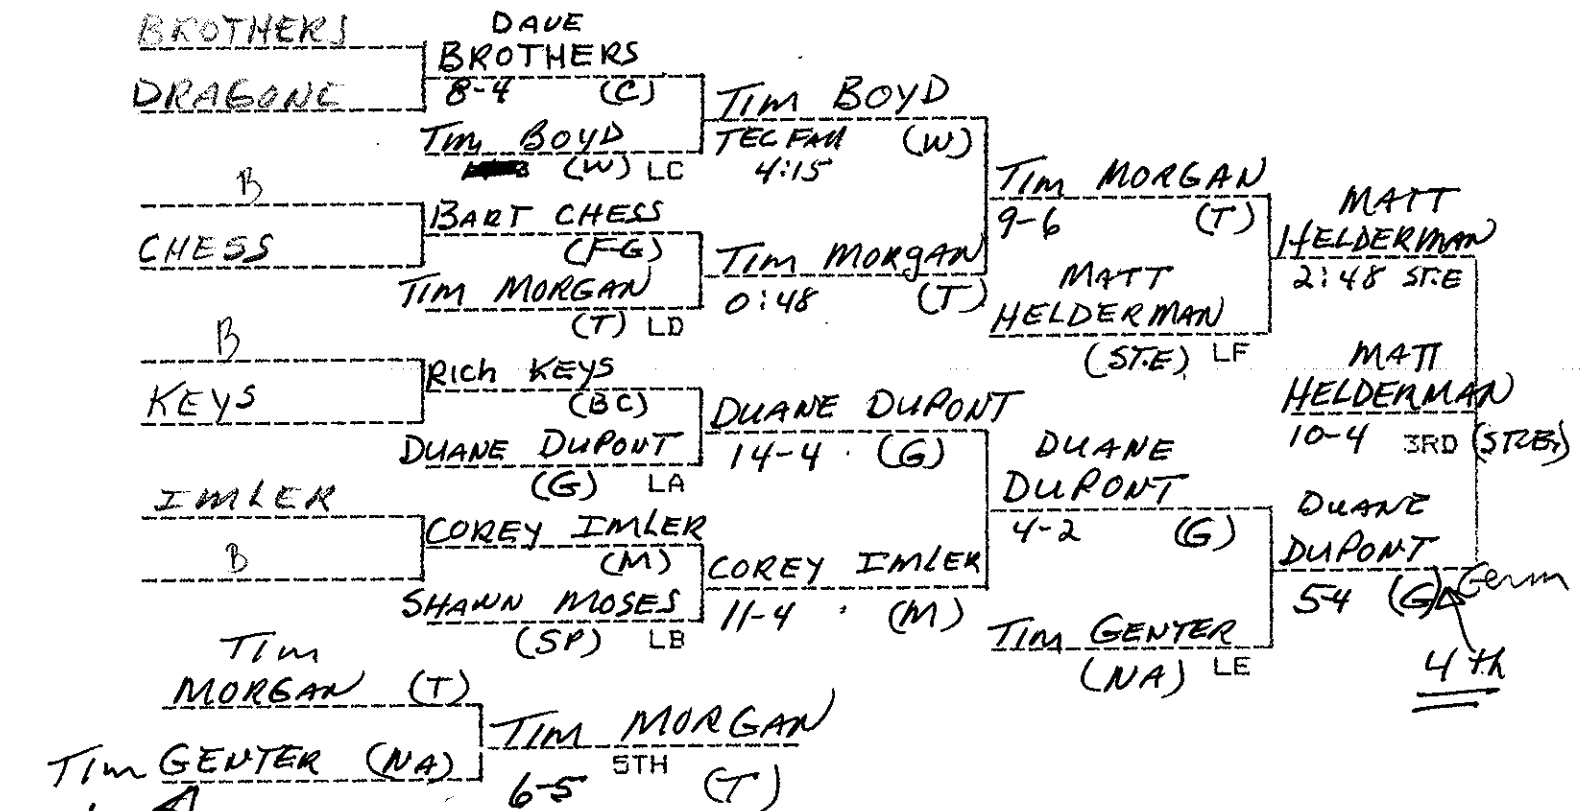 BROTHERS
DRAGONE
DAVE
BROTHERS
8-4 (C)
Tim BOYD
(W) LC
Tim BOYD
TEC FALL (W)
4:15
B
CHESS
BART CHESS
(F-G)
TIM MORGAN
(T) LD
Tim MORGAN
0:48 (T)
Tim MORGAN
9-6 (T)
MATT
HELDERMAN
(ST.E) LF
MATT
HELDERMAN
2:48 ST.E
B
KEYS
Rich KEYS
(BC)
DUANE DUPONT
(G) LA
DUANE DUPONT
14-4 (G)
IMLER
B
COREY IMLER
(M)
SHAWN MOSES
(SP) LB
COREY IMLER
11-4 (M)
DUANE
DUPONT
4-2 (G)
TIM GENTER
(NA) LE
DUANE
DUPONT
5-4 (G)
4th
MATT
HELDERMAN
10-4 3RD
Tim
MORGAN (T)
Tim GENTER (NA)
TIM MORGAN
6-5 5TH (T)